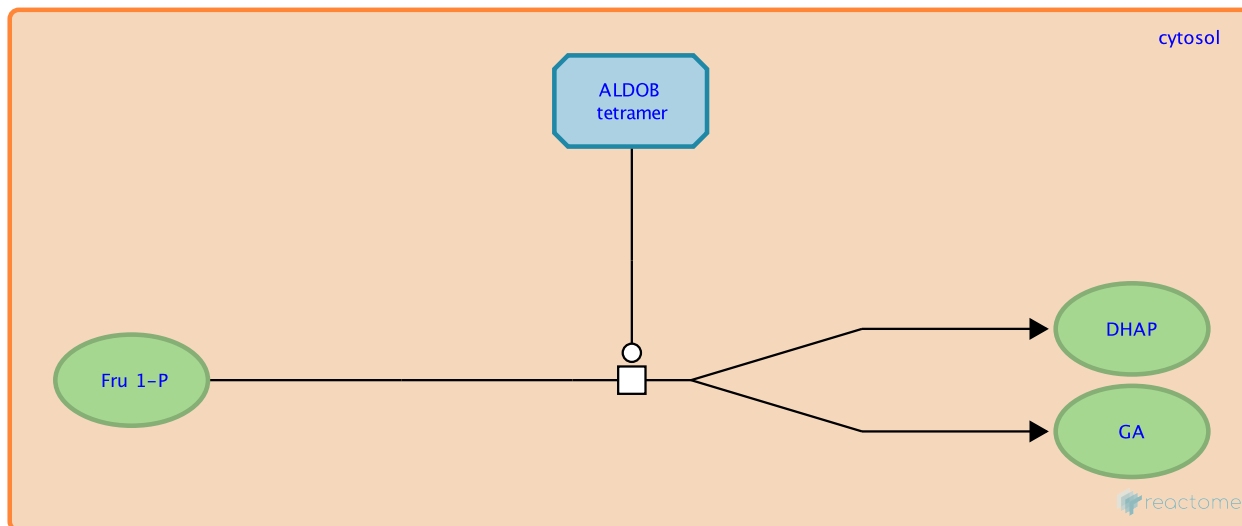 cytosol
ALDOB
tetramer
DHAP
Fru 1-P
GA
reactome